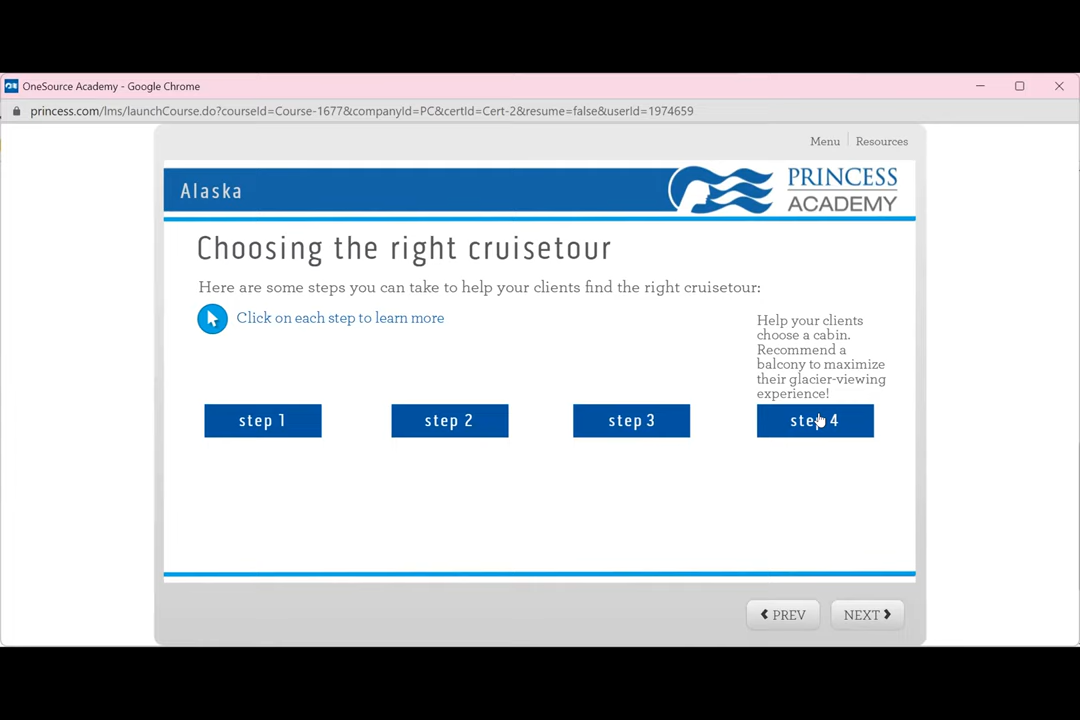 OneSource Academy - Google Chrome
princess.com/lms/launchCourse.do?courseId=Course-1677&companyId=PC&certId=Cert-2&resume=false&userId=1974659
Menu
Resources
Alaska
PRINCESS
ACADEMY
Choosing the right cruisetour
Here are some steps you can take to help your clients find the right cruisetour:
Click on each step to learn more
Help your clients
choose a cabin.
Recommend a
balcony to maximize
their glacier-viewing
experience!
step 1
step 2
step 3
step 4
PREV
NEXT